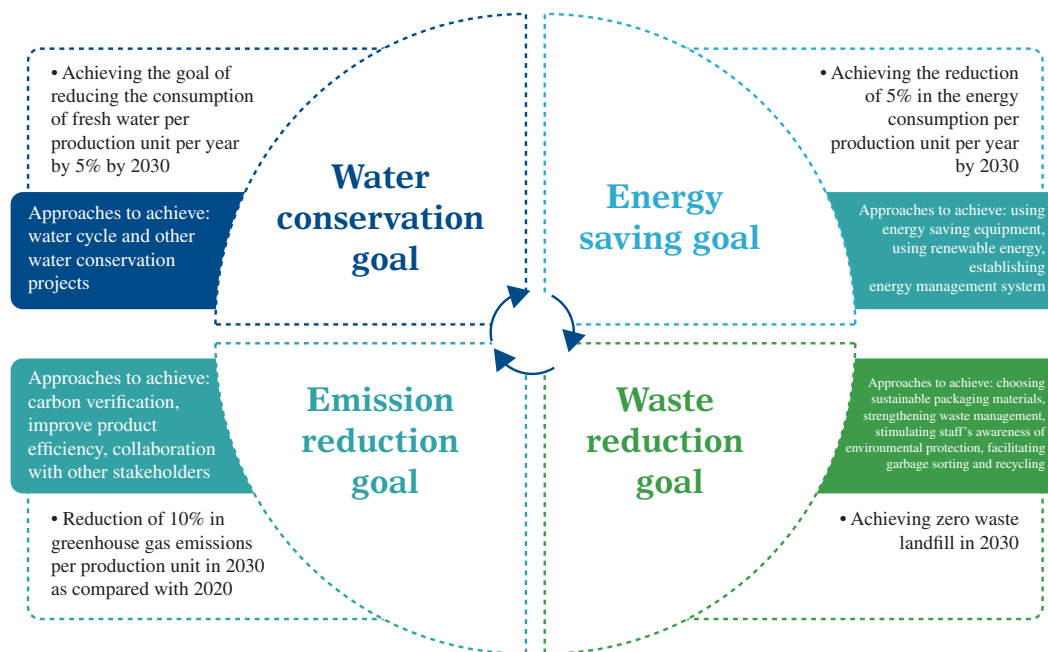 • Achieving the goal of
reducing the consumption
of fresh water per
production unit per year
by 5% by 2030
Water
conservation
goal
Approaches to achieve:
water cycle and other
water conservation
projects
• Achieving the reduction
of 5% in the energy
consumption per
production unit per year
by 2030
Energy
saving goal
Approaches to achieve: using
energy saving equipment,
using renewable energy,
establishing
energy management system
Approaches to achieve:
carbon verification,
improve product
efficiency, collaboration
with other stakeholders
Emission
reduction
goal
• Reduction of 10% in
greenhouse gas emissions
per production unit in 2030
as compared with 2020
Waste
reduction
goal
Approaches to achieve: choosing
sustainable packaging materials,
strengthening waste management,
stimulating staff's awareness of
environmental protection, facilitating
garbage sorting and recycling
• Achieving zero waste
landfill in 2030